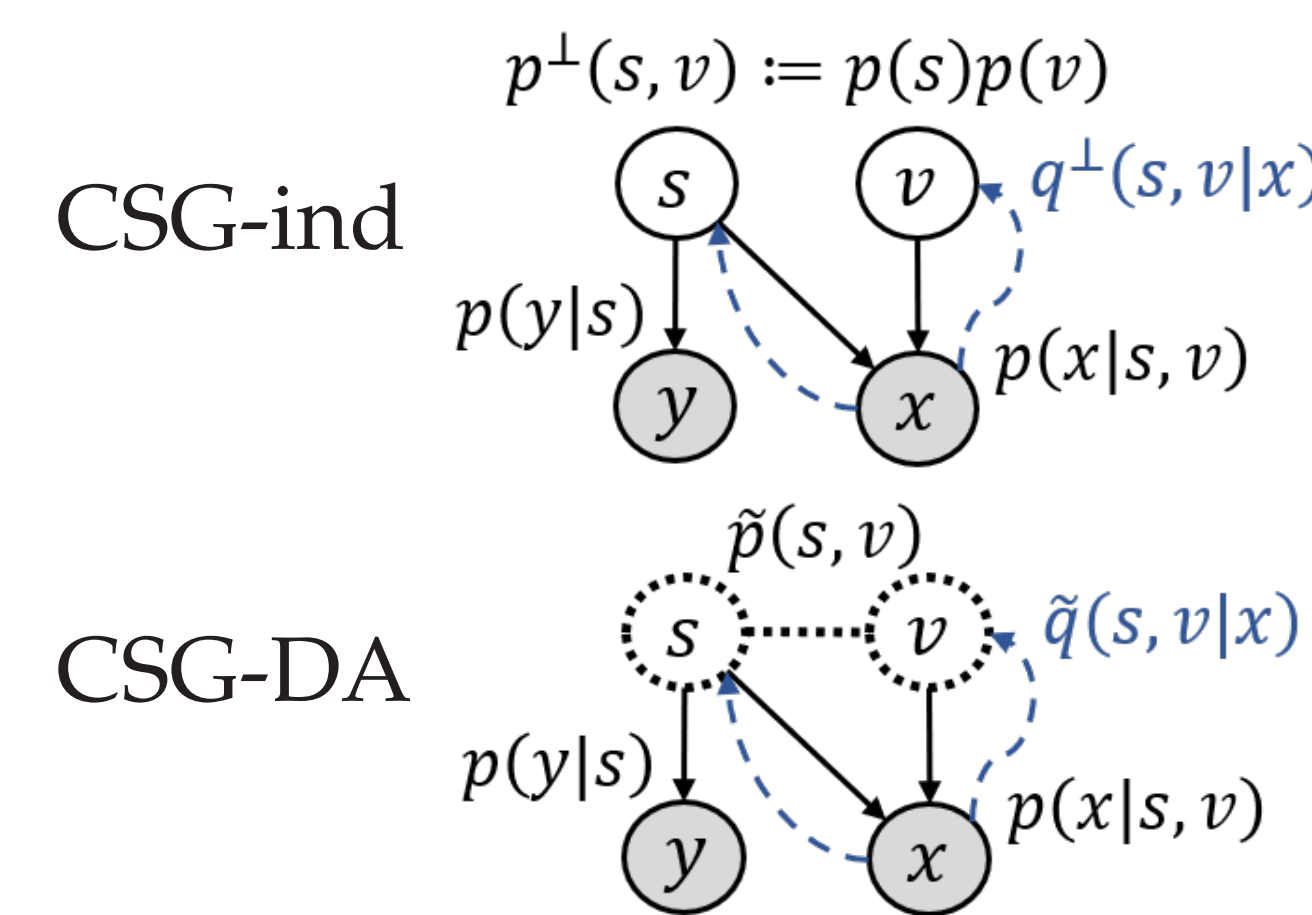 p⊥(s, v) := p(s)p(v)
s
v
q⊥(s, v|x)
CSG-ind
p(y|s)
p(x|s, v)
y
x
p̃(s, v)
s
v
q̃(s, v|x)
CSG-DA
p(y|s)
p(x|s, v)
y
x